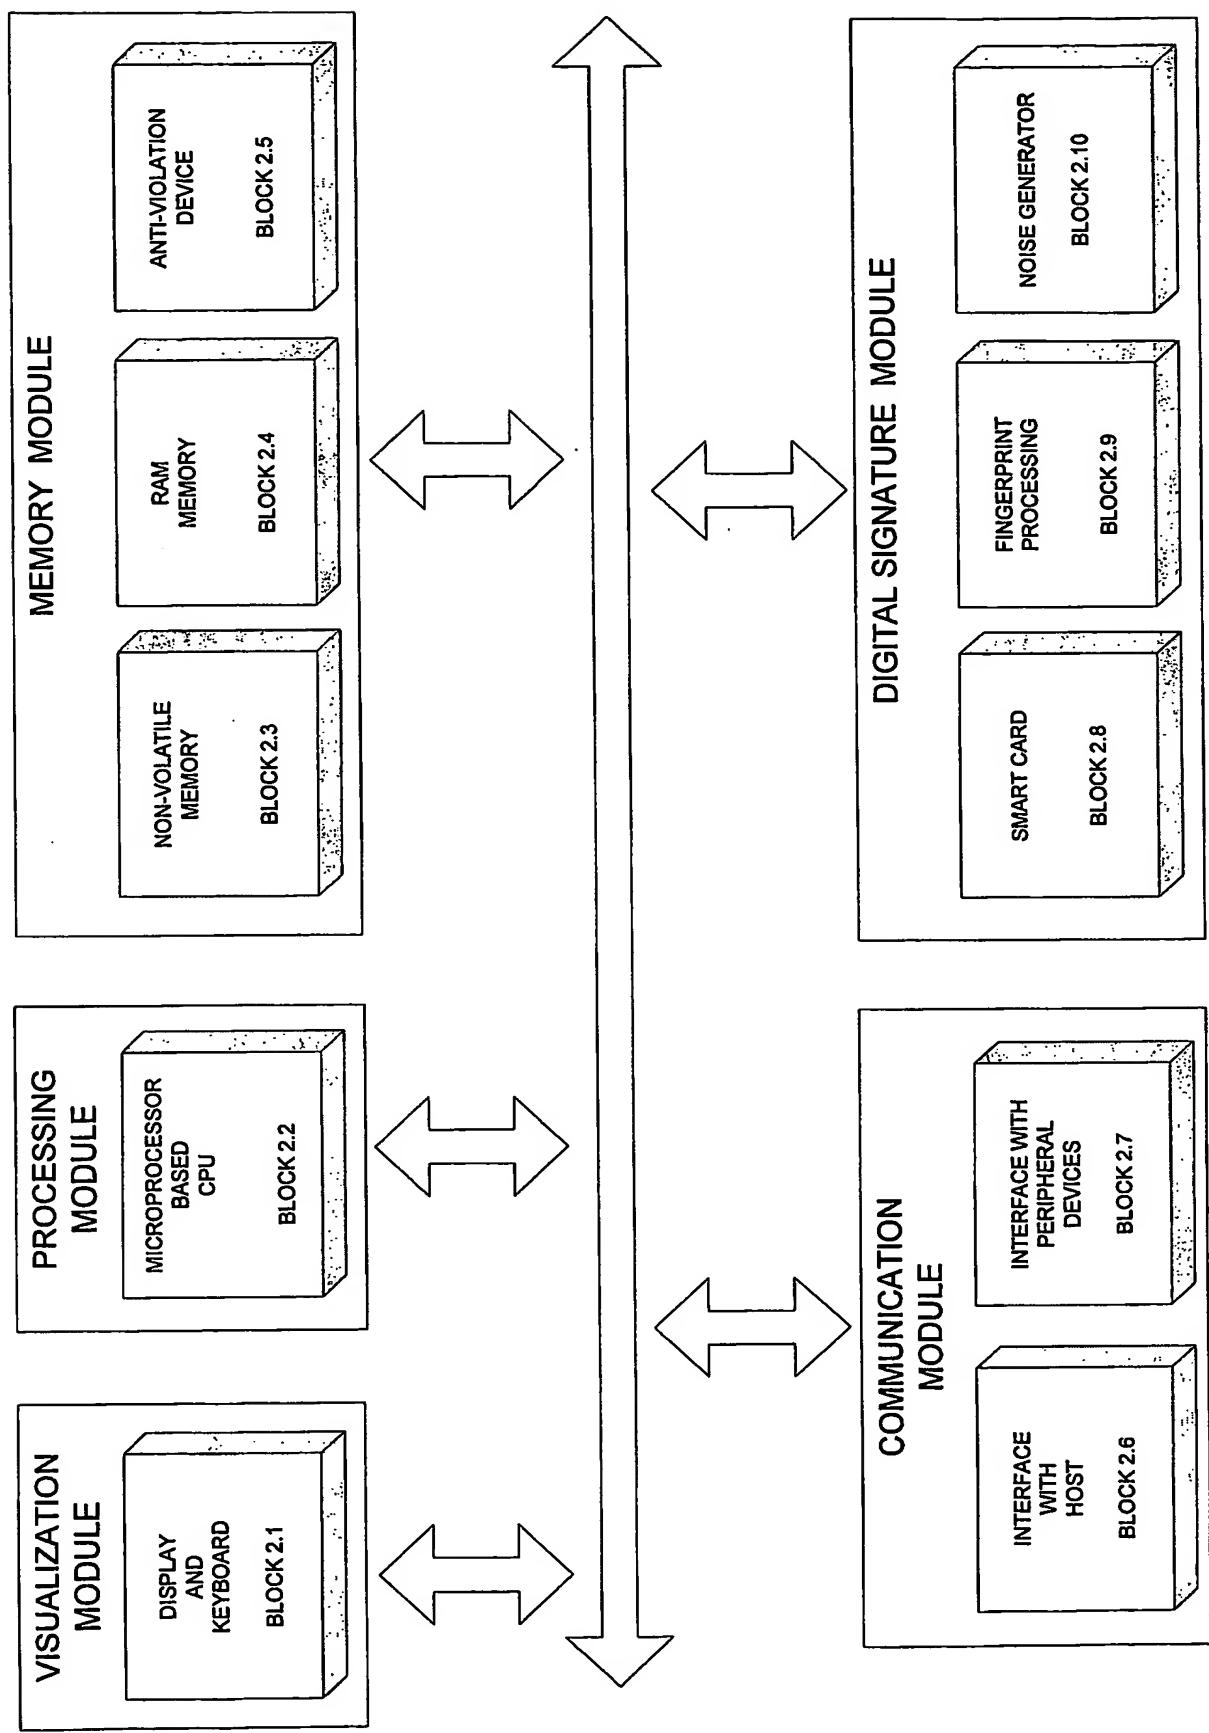 VISUALIZATION
MODULE
DISPLAY
AND
KEYBOARD
BLOCK 2.1
PROCESSING
MODULE
MICROPROCESSOR
BASED
CPU
BLOCK 2.2
MEMORY MODULE
NON-VOLATILE
MEMORY
BLOCK 2.3
RAM
MEMORY
BLOCK 2.4
ANTI-VIOLATION
DEVICE
BLOCK 2.5
COMMUNICATION
MODULE
INTERFACE
WITH
HOST
BLOCK 2.6
INTERFACE WITH
PERIPHERAL
DEVICES
BLOCK 2.7
DIGITAL SIGNATURE MODULE
SMART CARD
BLOCK 2.8
FINGERPRINT
PROCESSING
BLOCK 2.9
NOISE GENERATOR
BLOCK 2.10